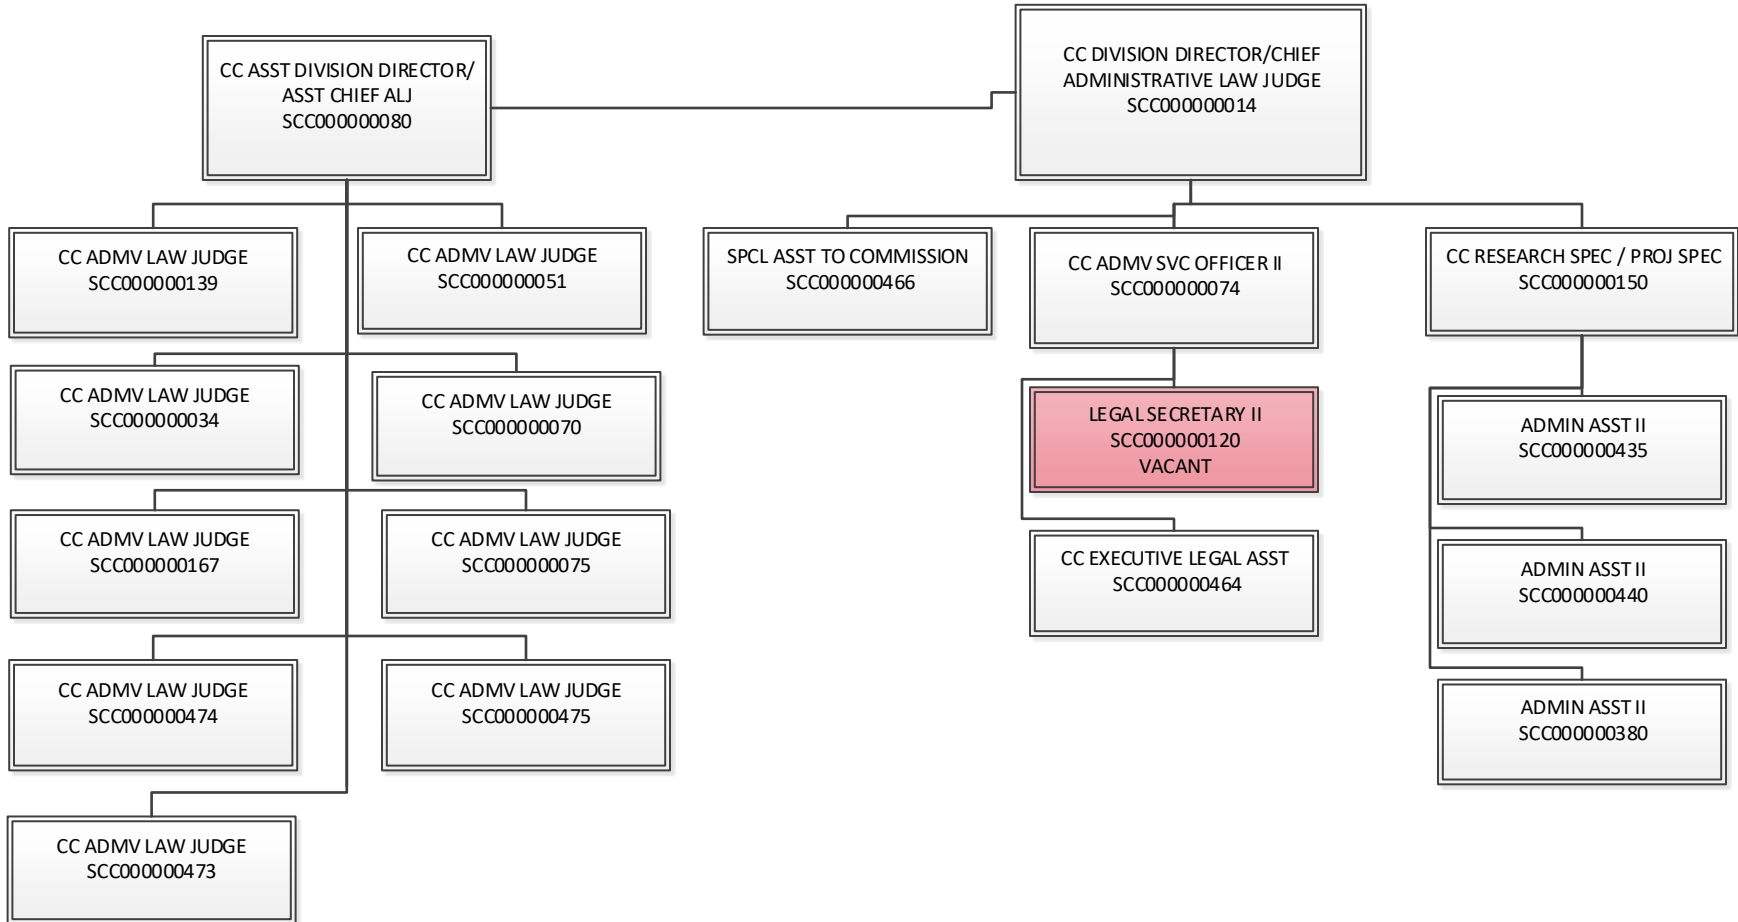 CC ASST DIVISION DIRECTOR/
ASST CHIEF ALJ
SCC000000080
CC DIVISION DIRECTOR/CHIEF
ADMINISTRATIVE LAW JUDGE
SCC000000014
CC ADMV LAW JUDGE
SCC000000139
CC ADMV LAW JUDGE
SCC000000051
SPCL ASST TO COMMISSION
SCC000000466
CC ADMV SVC OFFICER II
SCC000000074
CC RESEARCH SPEC / PROJ SPEC
SCC000000150
CC ADMV LAW JUDGE
SCC000000034
CC ADMV LAW JUDGE
SCC000000070
LEGAL SECRETARY II
SCC000000120
VACANT
ADMIN ASST II
SCC000000435
CC ADMV LAW JUDGE
SCC000000167
CC ADMV LAW JUDGE
SCC000000075
CC EXECUTIVE LEGAL ASST
SCC000000464
ADMIN ASST II
SCC000000440
CC ADMV LAW JUDGE
SCC000000474
CC ADMV LAW JUDGE
SCC000000475
ADMIN ASST II
SCC000000380
CC ADMV LAW JUDGE
SCC000000473